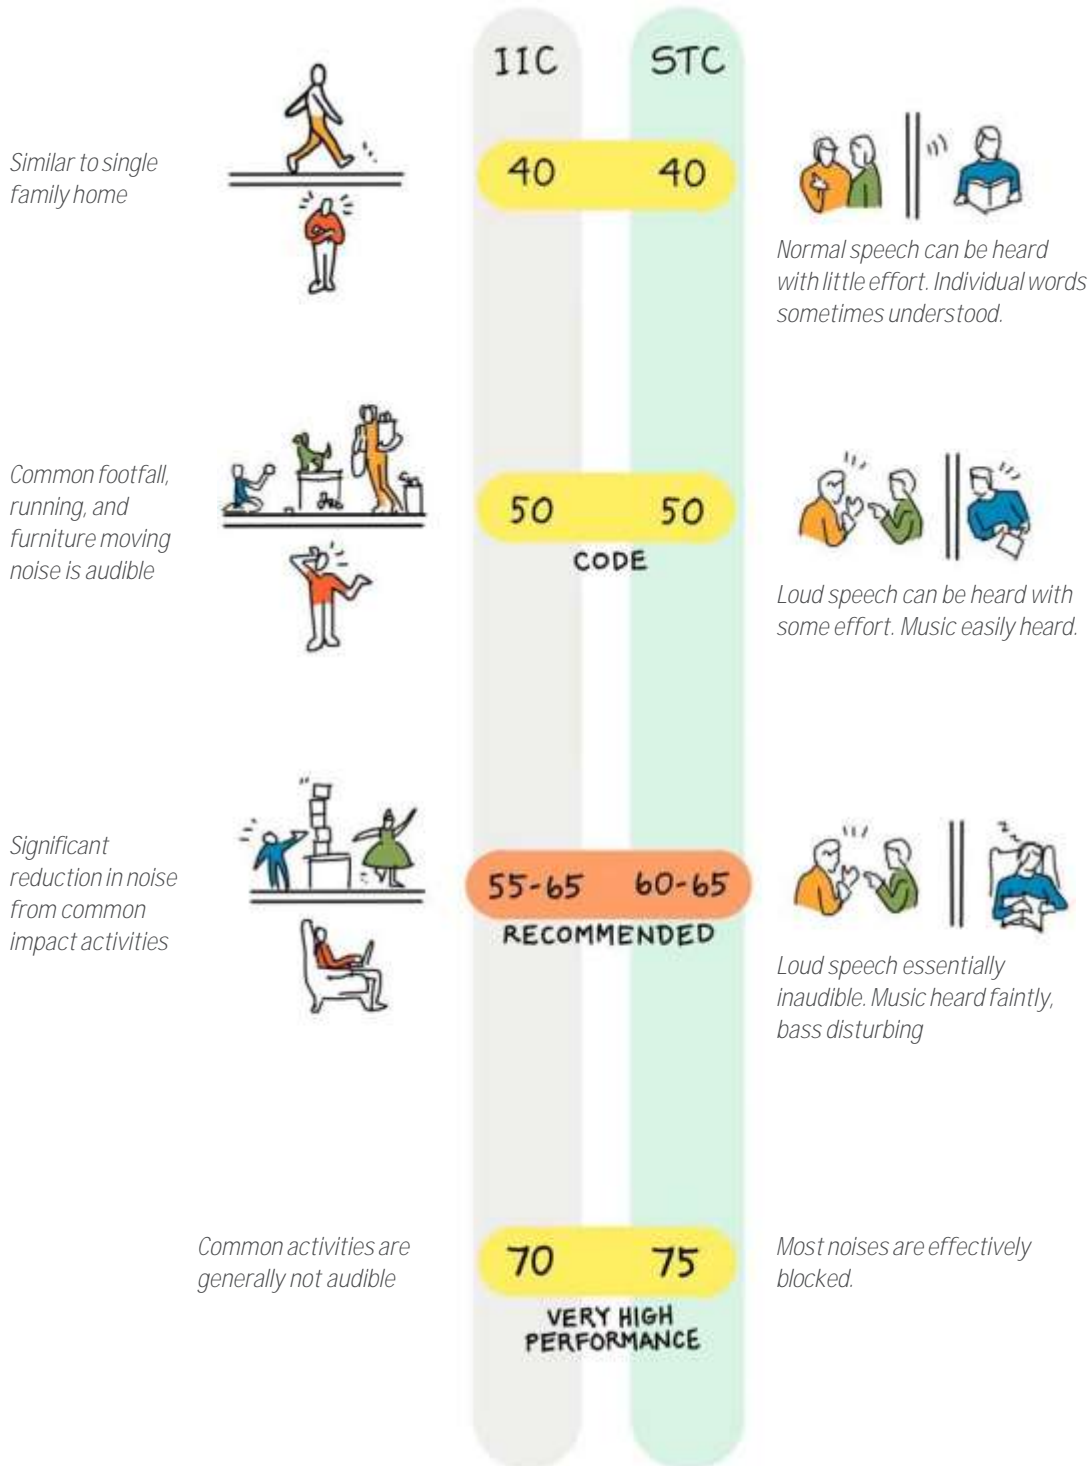 IIC STC
Similar to single
family home
40 40
Normal speech can be heard
with little effort. Individual words
sometimes understood.
Common footfall,
running, and
furniture moving
noise is audible
50 50
CODE
Loud speech can be heard with
some effort. Music easily heard.
Significant
reduction in noise
from common
impact activities
55-65 60-65
RECOMMENDED
Loud speech essentially
inaudible. Music heard faintly,
bass disturbing
Common activities are
generally not audible
70 75
VERY HIGH
PERFORMANCE
Most noises are effectively
blocked.